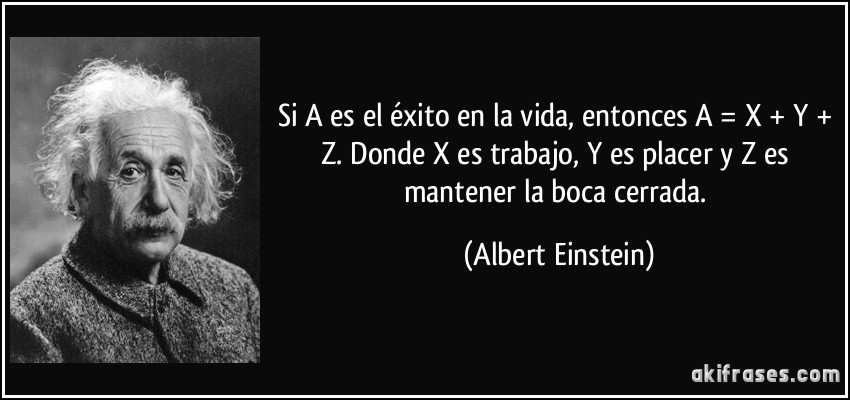 Si A es el éxito en la vida, entonces A = X + Y +
Z. Donde X es trabajo, Y es placer y Z es
mantener la boca cerrada.
(Albert Einstein)
akifrases.com